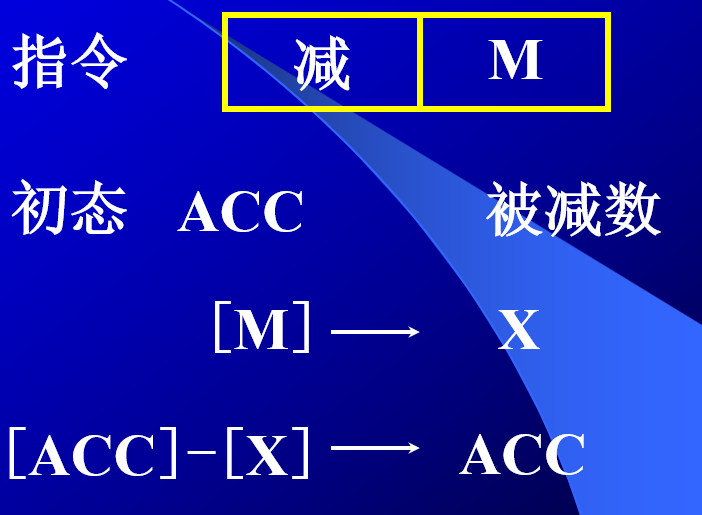 指令 减 M
初态 ACC 被减数
[M] ⟶ X
[ACC]-[X] ⟶ ACC